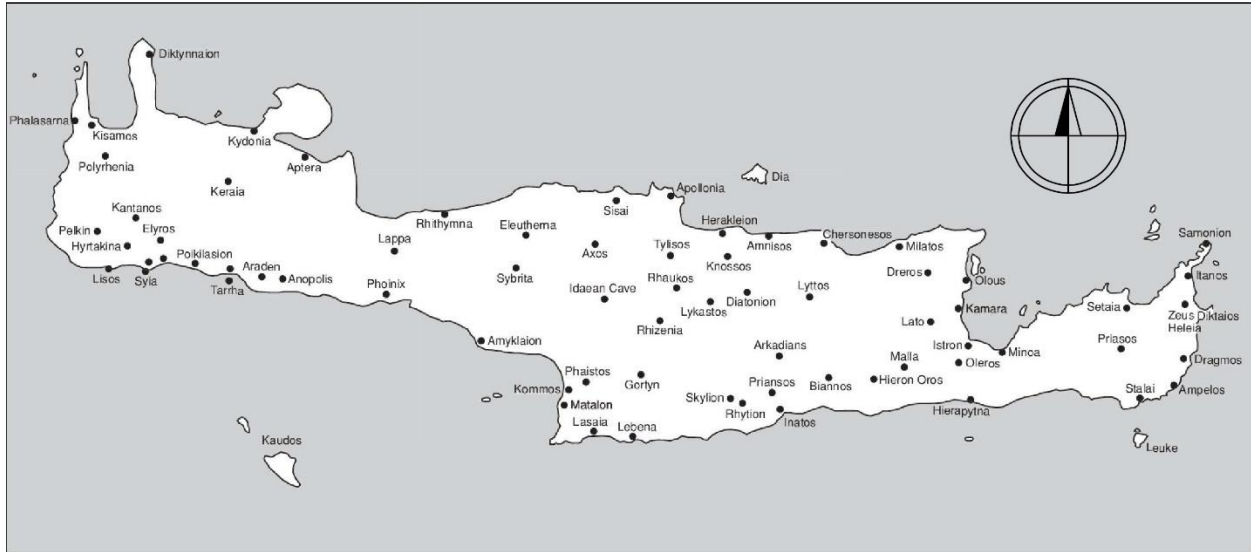 Diktynnaion
Phalasarna
Kisamos
Kydonia
Polyrhenia
Aptera
Keraia
Dia
Apollonia
Sisai
Kantanos
Rhithymna
Pelkin
Elyros
Hyrtakina
Eleutherna
Lappa
Axos
Tylisos
Herakleion
Amnisos
Chersonesos
Milatos
Samonion
Knossos
Poikilasion
Lisos
Syia
Araden
Anopolis
Tarrha
Phoinix
Sybrita
Idaean Cave
Rhaukos
Lykastos
Diatonion
Lyttos
Dreros
Olous
Itanos
Kamara
Setaia
Zeus Diktaios
Heleia
Rhizenia
Lato
Amyklaion
Arkadians
Istron
Minoa
Priasos
Malla
Oleros
Dragmos
Phaistos
Gortyn
Kommos
Priansos
Biannos
Hieron Oros
Stalai
Ampelos
Matalon
Skylion
Rhytion
Inatos
Hierapytna
Lasaia
Lebena
Kaudos
Leuke